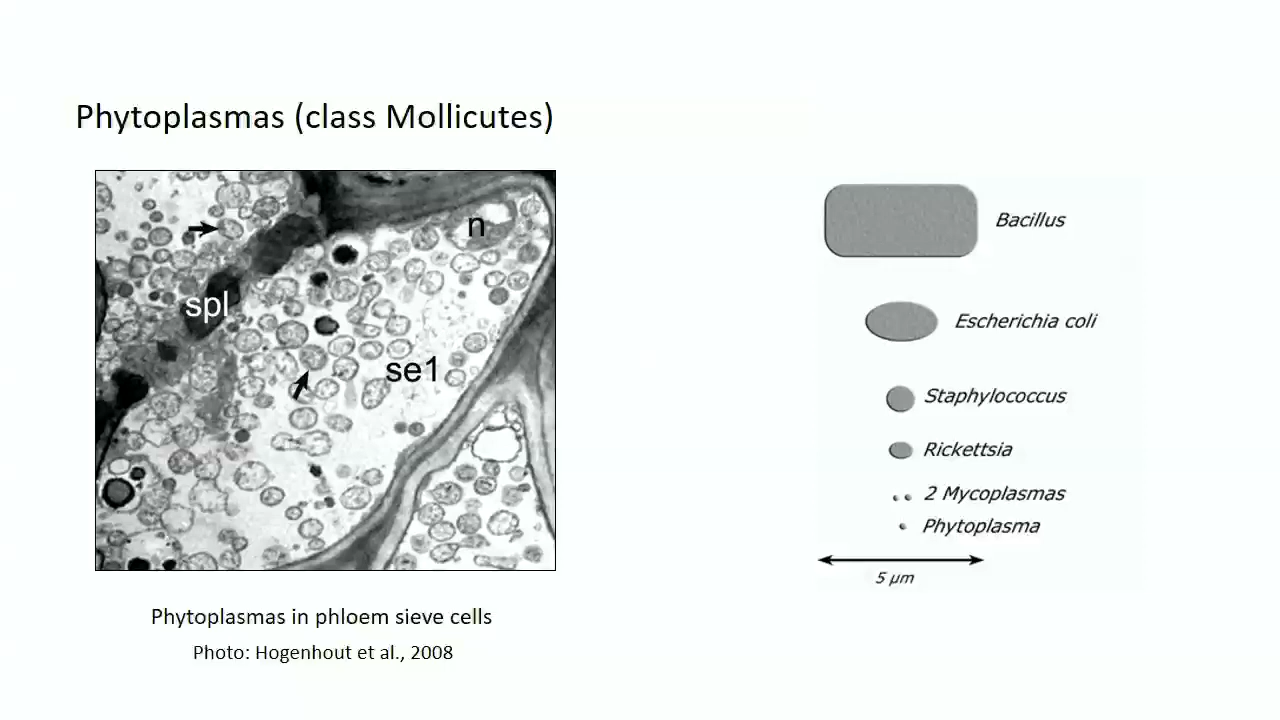 Phytoplasmas (class Mollicutes)
n
spl
se1
Phytoplasmas in phloem sieve cells
Photo: Hogenhout et al., 2008
Bacillus
Escherichia coli
Staphylococcus
Rickettsia
2 Mycoplasmas
Phytoplasma
5 µm